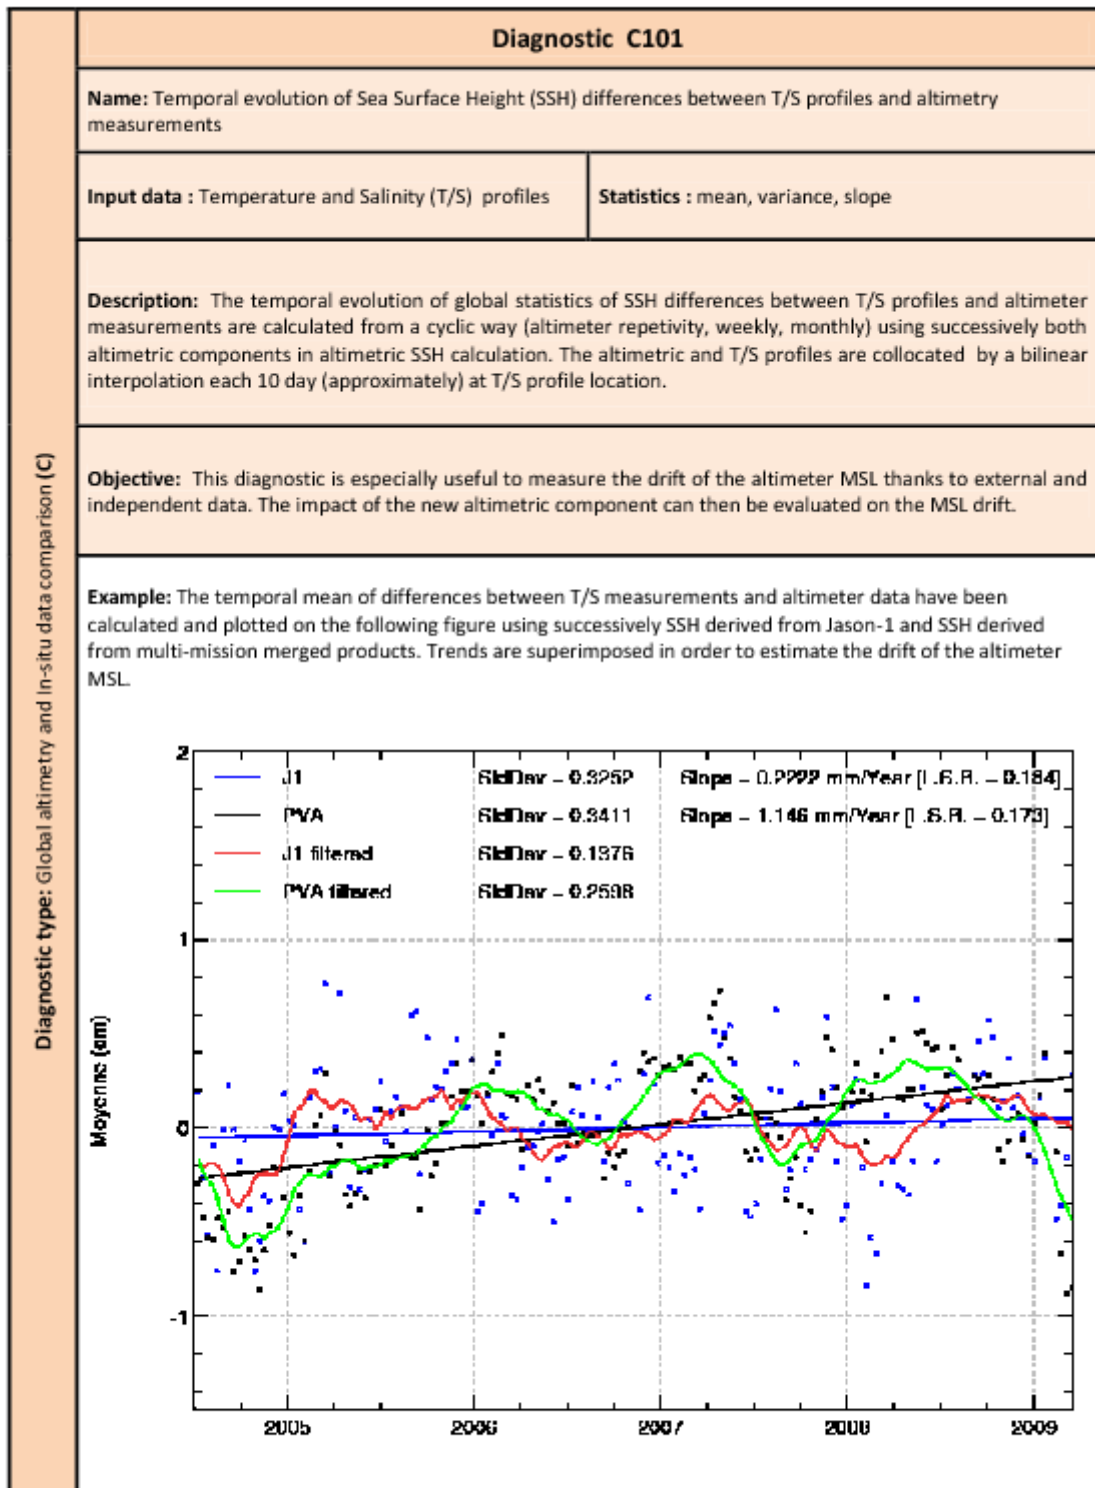 Diagnostic C101
Name: Temporal evolution of Sea Surface Height (SSH) differences between T/S profiles and altimetry
measurements
Input data : Temperature and Salinity (T/S) profiles
Statistics : mean, variance, slope
Description: The temporal evolution of global statistics of SSH differences between T/S profiles and altimeter
measurements are calculated from a cyclic way (altimeter repetivity, weekly, monthly) using successively both
altimetric components in altimetric SSH calculation. The altimetric and T/S profiles are collocated by a bilinear
interpolation each 10 day (approximately) at T/S profile location.
Objective: This diagnostic is especially useful to measure the drift of the altimeter MSL thanks to external and
independent data. The impact of the new altimetric component can then be evaluated on the MSL drift.
Diagnostic type: Global altimetry and In-situ data comparison (C)
Example: The temporal mean of differences between T/S measurements and altimeter data have been
calculated and plotted on the following figure using successively SSH derived from Jason-1 and SSH derived
from multi-mission merged products. Trends are superimposed in order to estimate the drift of the altimeter
MSL.
J1 StdDev = 0.3252 Slope = 0.2222 mm/Year [L.S.R. = 0.184]
PVA StdDev = 0.3411 Slope = 1.146 mm/Year [L.S.R. = 0.173]
J1 filtered StdDev = 0.1376
PVA filtered StdDev = 0.2598
Moyenne (cm)
2
1
0
-1
2005 2006 2007 2008 2009